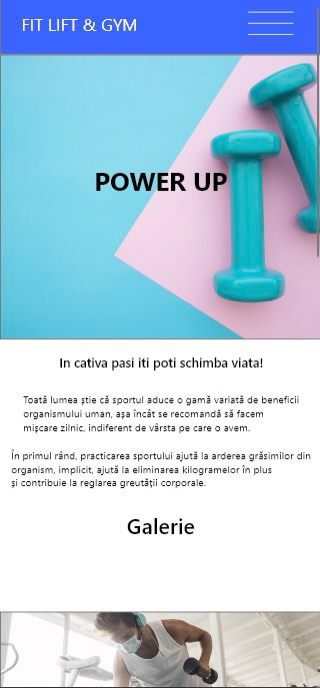 FIT LIFT & GYM
POWER UP
In cativa pasi iti poti schimba viata!
Toată lumea știe că sportul aduce o gamă variată de beneficii
organismului uman, așa încât se recomandă să facem
mișcare zilnic, indiferent de vârsta pe care o avem.
În primul rând, practicarea sportului ajută la arderea grăsimilor din
organism, implicit, ajută la eliminarea kilogramelor în plus
și contribuie la reglarea greutății corporale.
Galerie